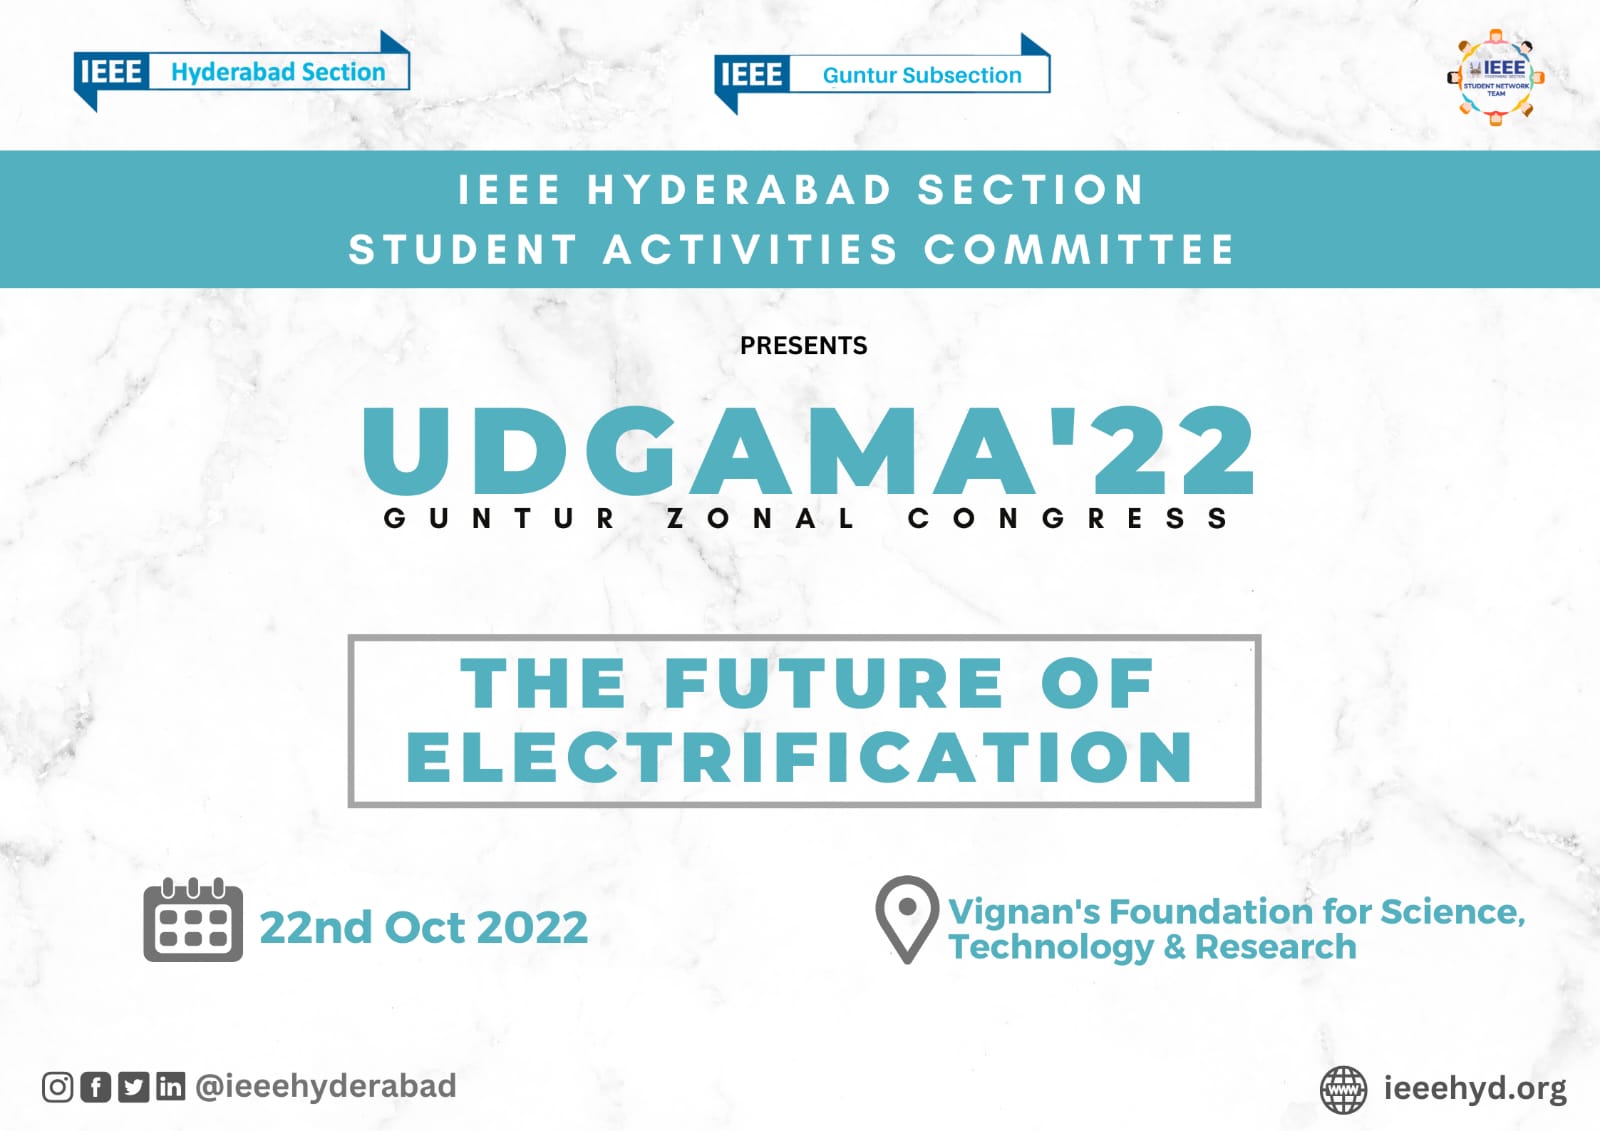 IEEE Hyderabad Section
IEEE Guntur Subsection
IEEE
HYDERABAD SECTION
STUDENT NETWORK
TEAM
IEEE HYDERABAD SECTION
STUDENT ACTIVITIES COMMITTEE
PRESENTS
UDGAMA'22
GUNTUR ZONAL CONGRESS
THE FUTURE OF
ELECTRIFICATION
22nd Oct 2022
Vignan's Foundation for Science,
Technology & Research
@ieeehyderabad
www ieeehyd.org